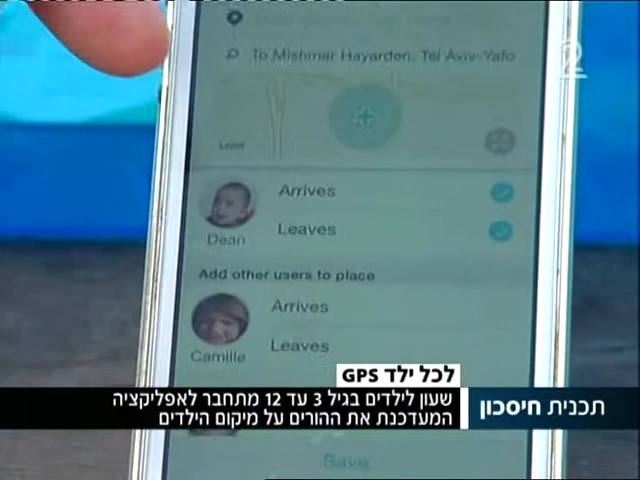 2
To Mishmar Hayarden, Tel Aviv-Yafo
Arrives
Leaves
Dean
Add other users to place
Arrives
Leaves
Camille
לכל ילד GPS
שעון לילדים בגיל 3 עד 12 מתחבר לאפליקציה
המעדכנת את ההורים על מיקום הילדים
תכנית חיסכון
Save